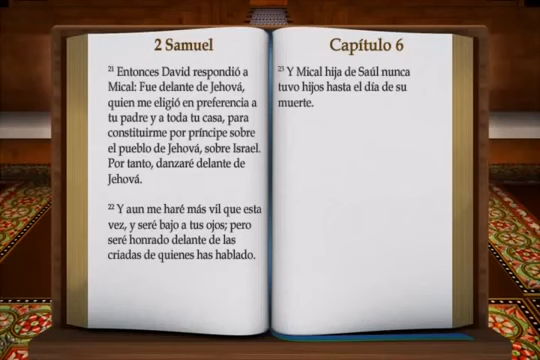 2 Samuel
²¹ Entonces David respondió a
Mical: Fue delante de Jehová,
quien me eligió en preferencia a
tu padre y a toda tu casa, para
constituirme por príncipe sobre
el pueblo de Jehová, sobre Israel.
Por tanto, danzaré delante de
Jehová.
²² Y aun me haré más vil que esta
vez, y seré bajo a tus ojos; pero
seré honrado delante de las
criadas de quienes has hablado.
Capítulo 6
²³ Y Mical hija de Saúl nunca
tuvo hijos hasta el día de su
muerte.